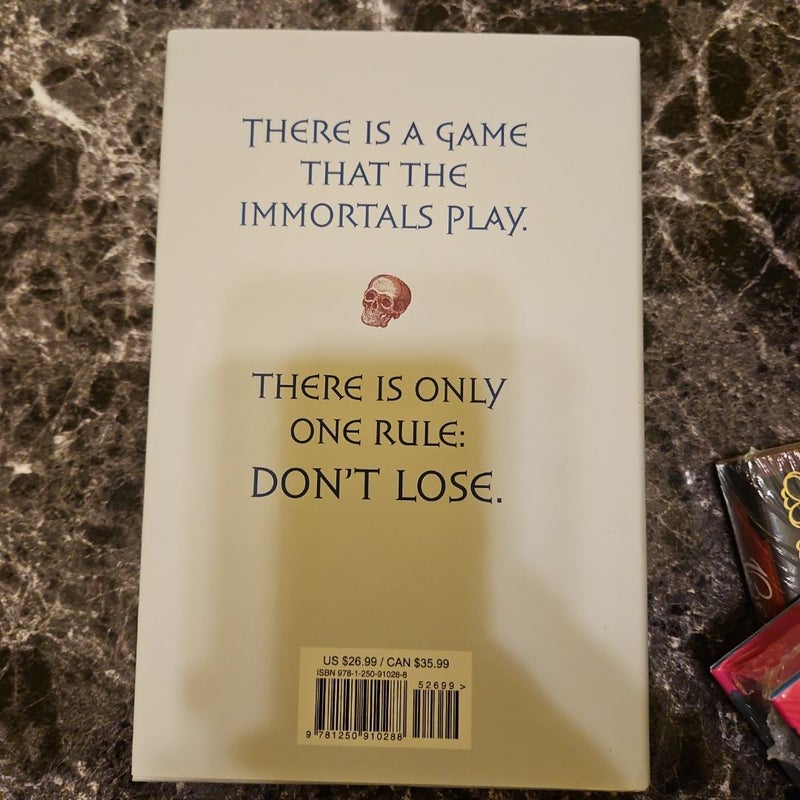 THERE IS A GAME
THAT THE
IMMORTALS PLAY.
THERE IS ONLY
ONE RULE:
DON'T LOSE.
US $26.99 / CAN $35.99
ISBN 978-1-250-91028-8
52699 >
9 781250 910288